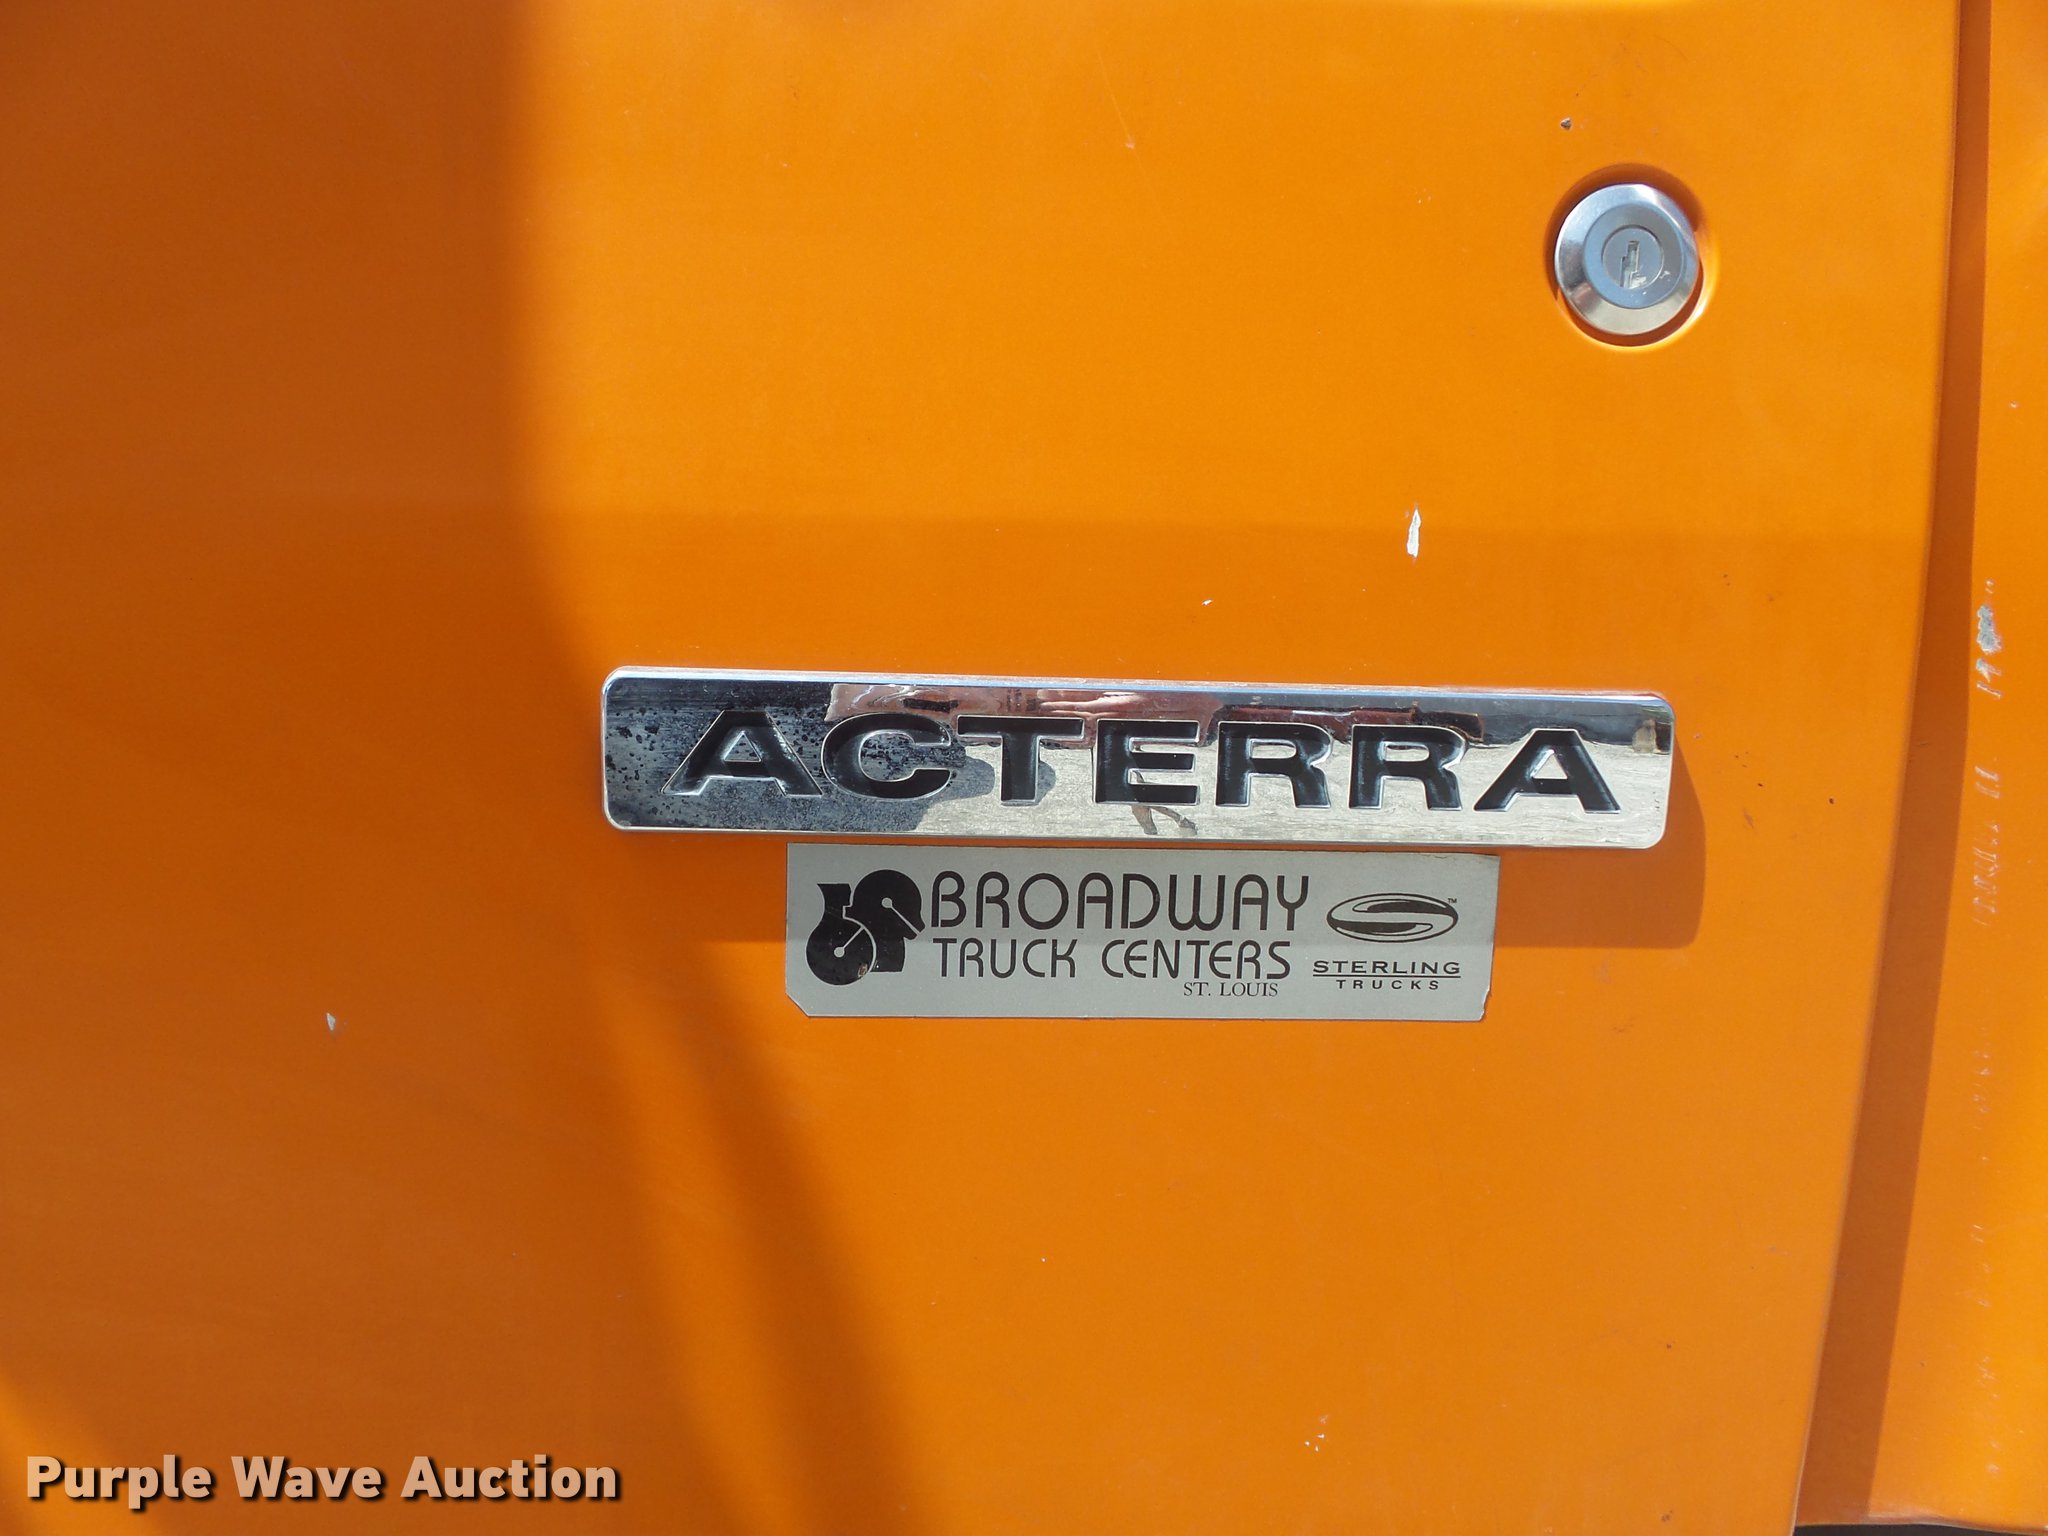 ACTERRA
BROADWAY
TRUCK CENTERS
ST. LOUIS
STERLING
TRUCKS
Purple Wave Auction